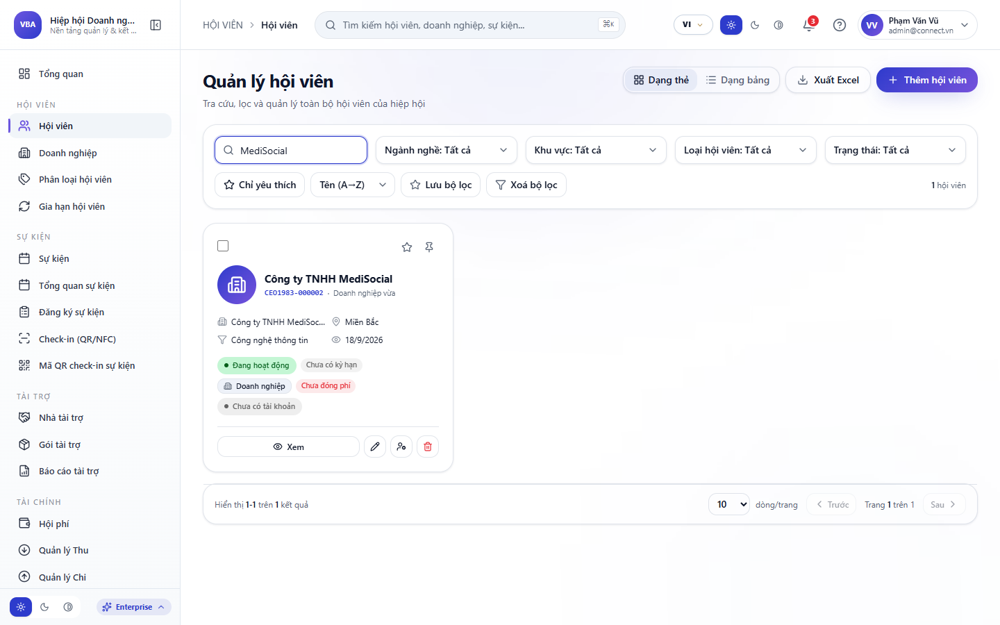 VBA
Hiệp hội Doanh ng...
Nền tảng quản lý & kết ...
HỘI VIÊN > Hội viên
Tìm kiếm hội viên, doanh nghiệp, sự kiện...
⌘K
VI
3
VV
Phạm Văn Vũ
admin@connect.vn
Tổng quan
HỘI VIÊN
Hội viên
Doanh nghiệp
Phân loại hội viên
Gia hạn hội viên
SỰ KIỆN
Sự kiện
Tổng quan sự kiện
Đăng ký sự kiện
Check-in (QR/NFC)
Mã QR check-in sự kiện
TÀI TRỢ
Nhà tài trợ
Gói tài trợ
Báo cáo tài trợ
TÀI CHÍNH
Hội phí
Quản lý Thu
Quản lý Chi
Enterprise
Quản lý hội viên
Tra cứu, lọc và quản lý toàn bộ hội viên của hiệp hội
Dạng thẻ
Dạng bảng
Xuất Excel
Thêm hội viên
MediSocial
Ngành nghề: Tất cả
Khu vực: Tất cả
Loại hội viên: Tất cả
Trạng thái: Tất cả
Chỉ yêu thích
Tên (A→Z)
Lưu bộ lọc
Xoá bộ lọc
1 hội viên
Công ty TNHH MediSocial
CEO1983-000002 · Doanh nghiệp vừa
Công ty TNHH MediSoc...
Miền Bắc
Công nghệ thông tin
18/9/2026
Đang hoạt động
Chưa có kỳ hạn
Doanh nghiệp
Chưa đóng phí
Chưa có tài khoản
Xem
Hiển thị 1-1 trên 1 kết quả
10
dòng/trang
Trước
Trang 1 trên 1
Sau